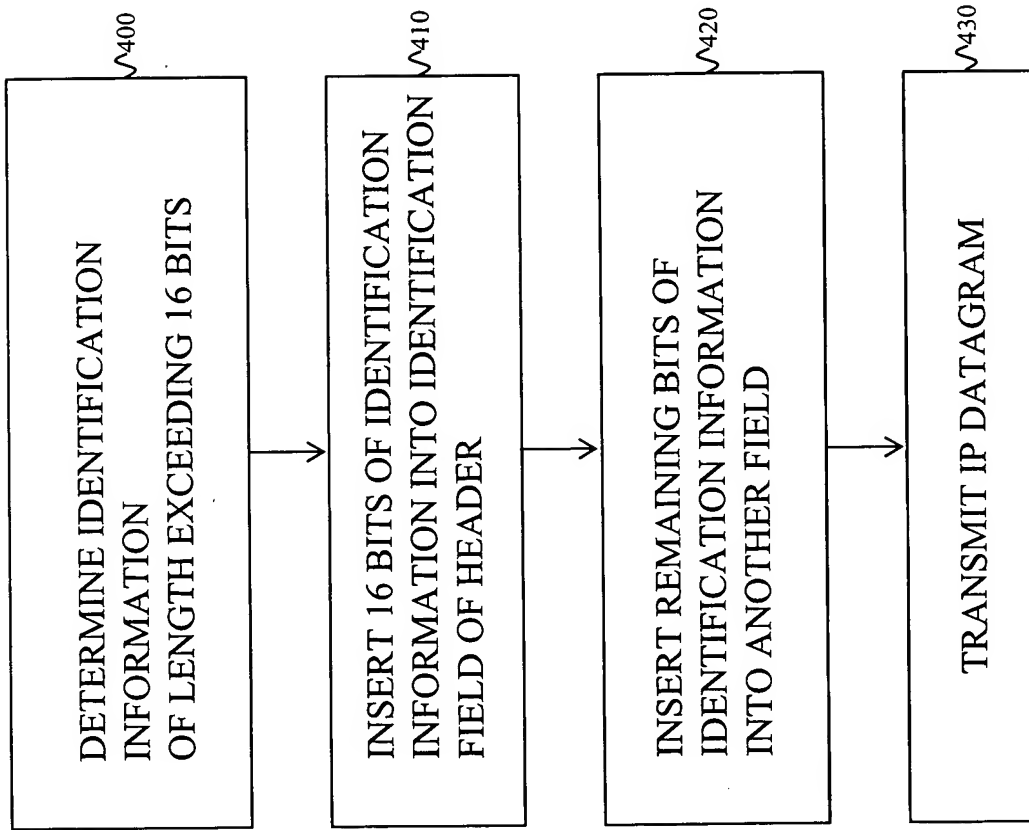 400
DETERMINE IDENTIFICATION
INFORMATION
OF LENGTH EXCEEDING 16 BITS
410
INSERT 16 BITS OF IDENTIFICATION
INFORMATION INTO IDENTIFICATION
FIELD OF HEADER
420
INSERT REMAINING BITS OF
IDENTIFICATION INFORMATION
INTO ANOTHER FIELD
430
TRANSMIT IP DATAGRAM